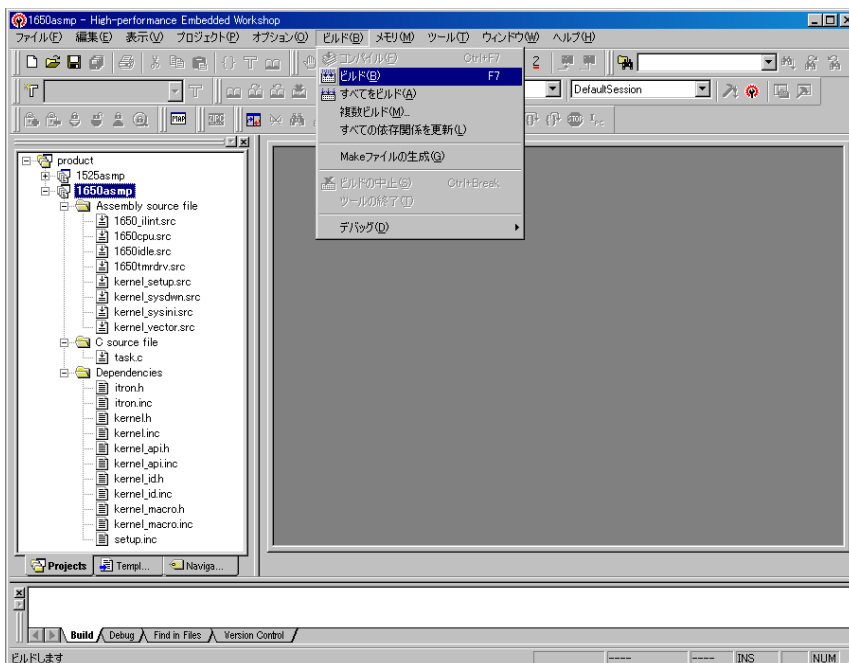 1650asmp - High-performance Embedded Workshop
ファイル(F) 編集(E) 表示(V) プロジェクト(P) オプション(O) ビルド(B) メモリ(M) ツール(T) ウィンドウ(W) ヘルプ(H)
コンパイル(F) Ctrl+F7
ビルド(B) F7
すべてをビルド(A)
複数ビルド(M)...
すべての依存関係を更新(L)
Makeファイルの生成(G)
ビルドの中止(S) Ctrl+Break
ツールの終了(T)
デバッグ(D)
2
DefaultSession
MAP
STOP
product
1525asmp
1650asmp
Assembly source file
1650_ilint.src
1650cpu.src
1650idle.src
1650tmrdrv.src
kernel_setup.src
kernel_sysdwn.src
kernel_sysini.src
kernel_vector.src
C source file
task.c
Dependencies
itron.h
itron.inc
kernel.h
kernel.inc
kernel_api.h
kernel_api.inc
kernel_id.h
kernel_id.inc
kernel_macro.h
kernel_macro.inc
setup.inc
Projects Templ... Naviga...
Build Debug Find in Files Version Control
ビルドします ---- ---- INS NUM